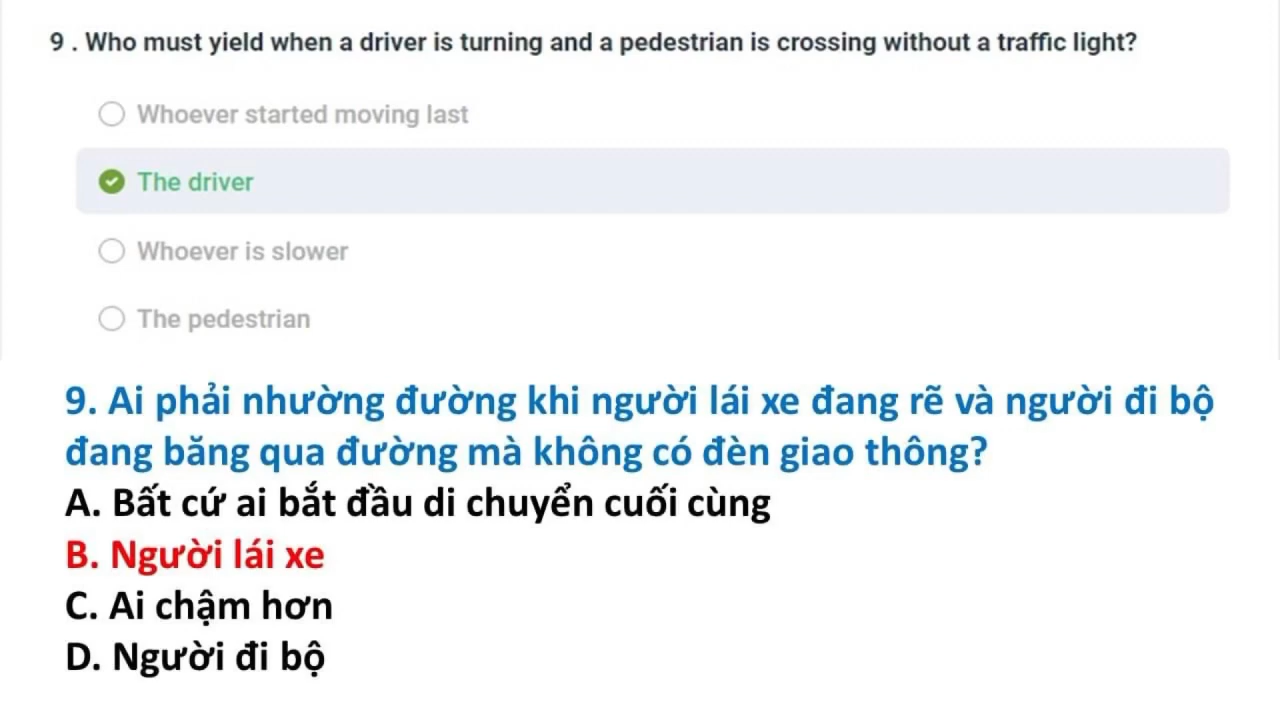 9 . Who must yield when a driver is turning and a pedestrian is crossing without a traffic light?
Whoever started moving last
The driver
Whoever is slower
The pedestrian
9. Ai phải nhường đường khi người lái xe đang rẽ và người đi bộ
đang băng qua đường mà không có đèn giao thông?
A. Bất cứ ai bắt đầu di chuyển cuối cùng
B. Người lái xe
C. Ai chậm hơn
D. Người đi bộ